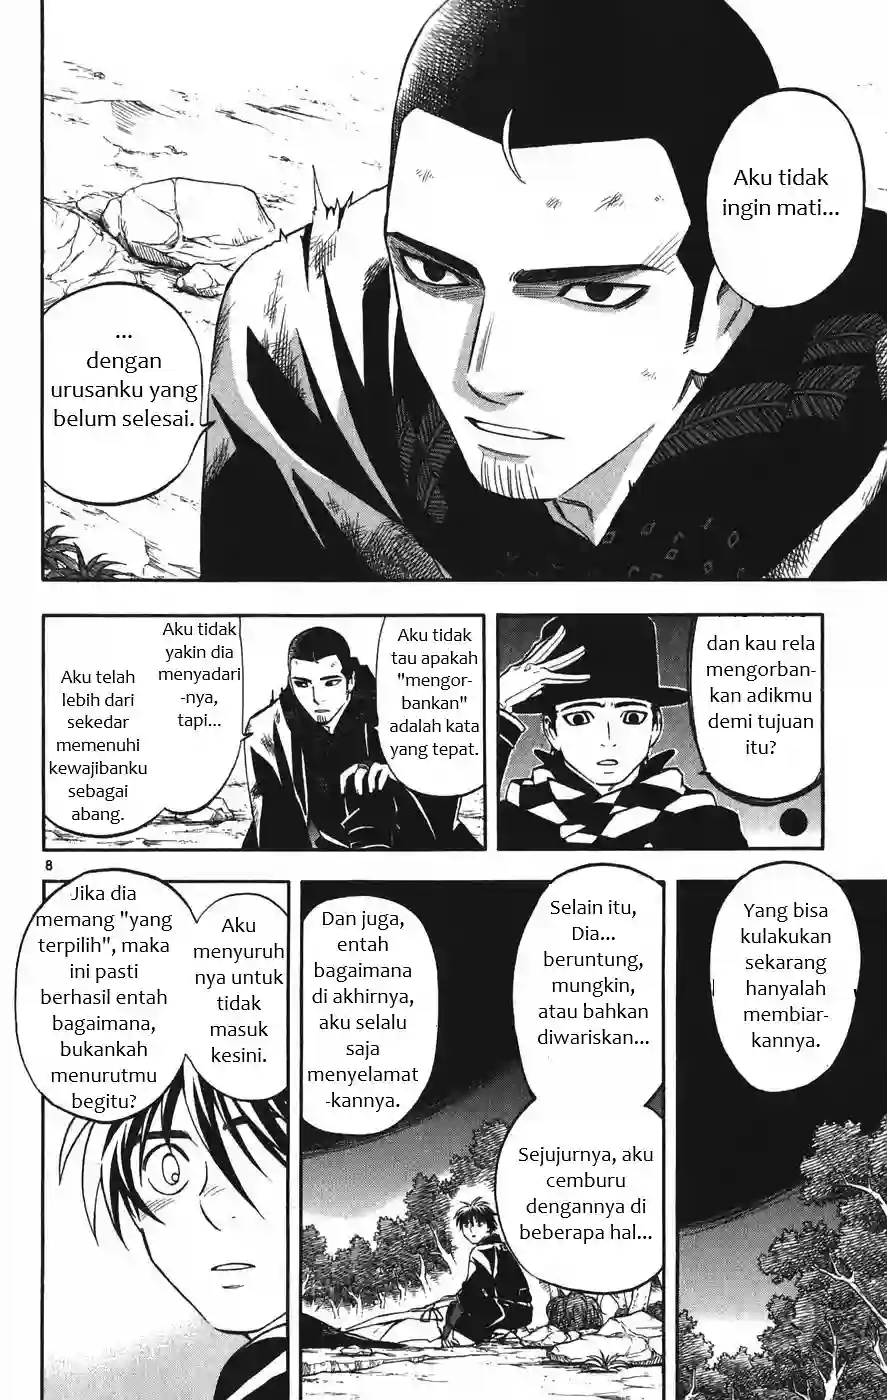 Aku tidak
ingin mati...
...
dengan
urusanku yang
belum selesai.
dan kau rela
mengorban-
kan adikmu
demi tujuan
itu?
Aku tidak
tau apakah
"mengor-
bankan"
adalah kata
yang tepat.
Aku tidak
yakin dia
menyadari
-nya,
tapi...
Aku telah
lebih dari
sekedar
memenuhi
kewajibanku
sebagai
abang.
8
Yang bisa
kulakukan
sekarang
hanyalah
membiar-
kannya.
Selain itu,
Dia...
beruntung,
mungkin,
atau bahkan
diwariskan...
Sejujurnya, aku
cemburu
dengannya di
beberapa hal...
Dan juga,
entah
bagaimana
di akhirnya,
aku selalu
saja
menyelamat
-kannya.
Aku
menyuruh
nya untuk
tidak
masuk
kesini.
Jika dia
memang "yang
terpilih", maka
ini pasti
berhasil entah
bagaimana,
bukankah
menurutmu
begitu?